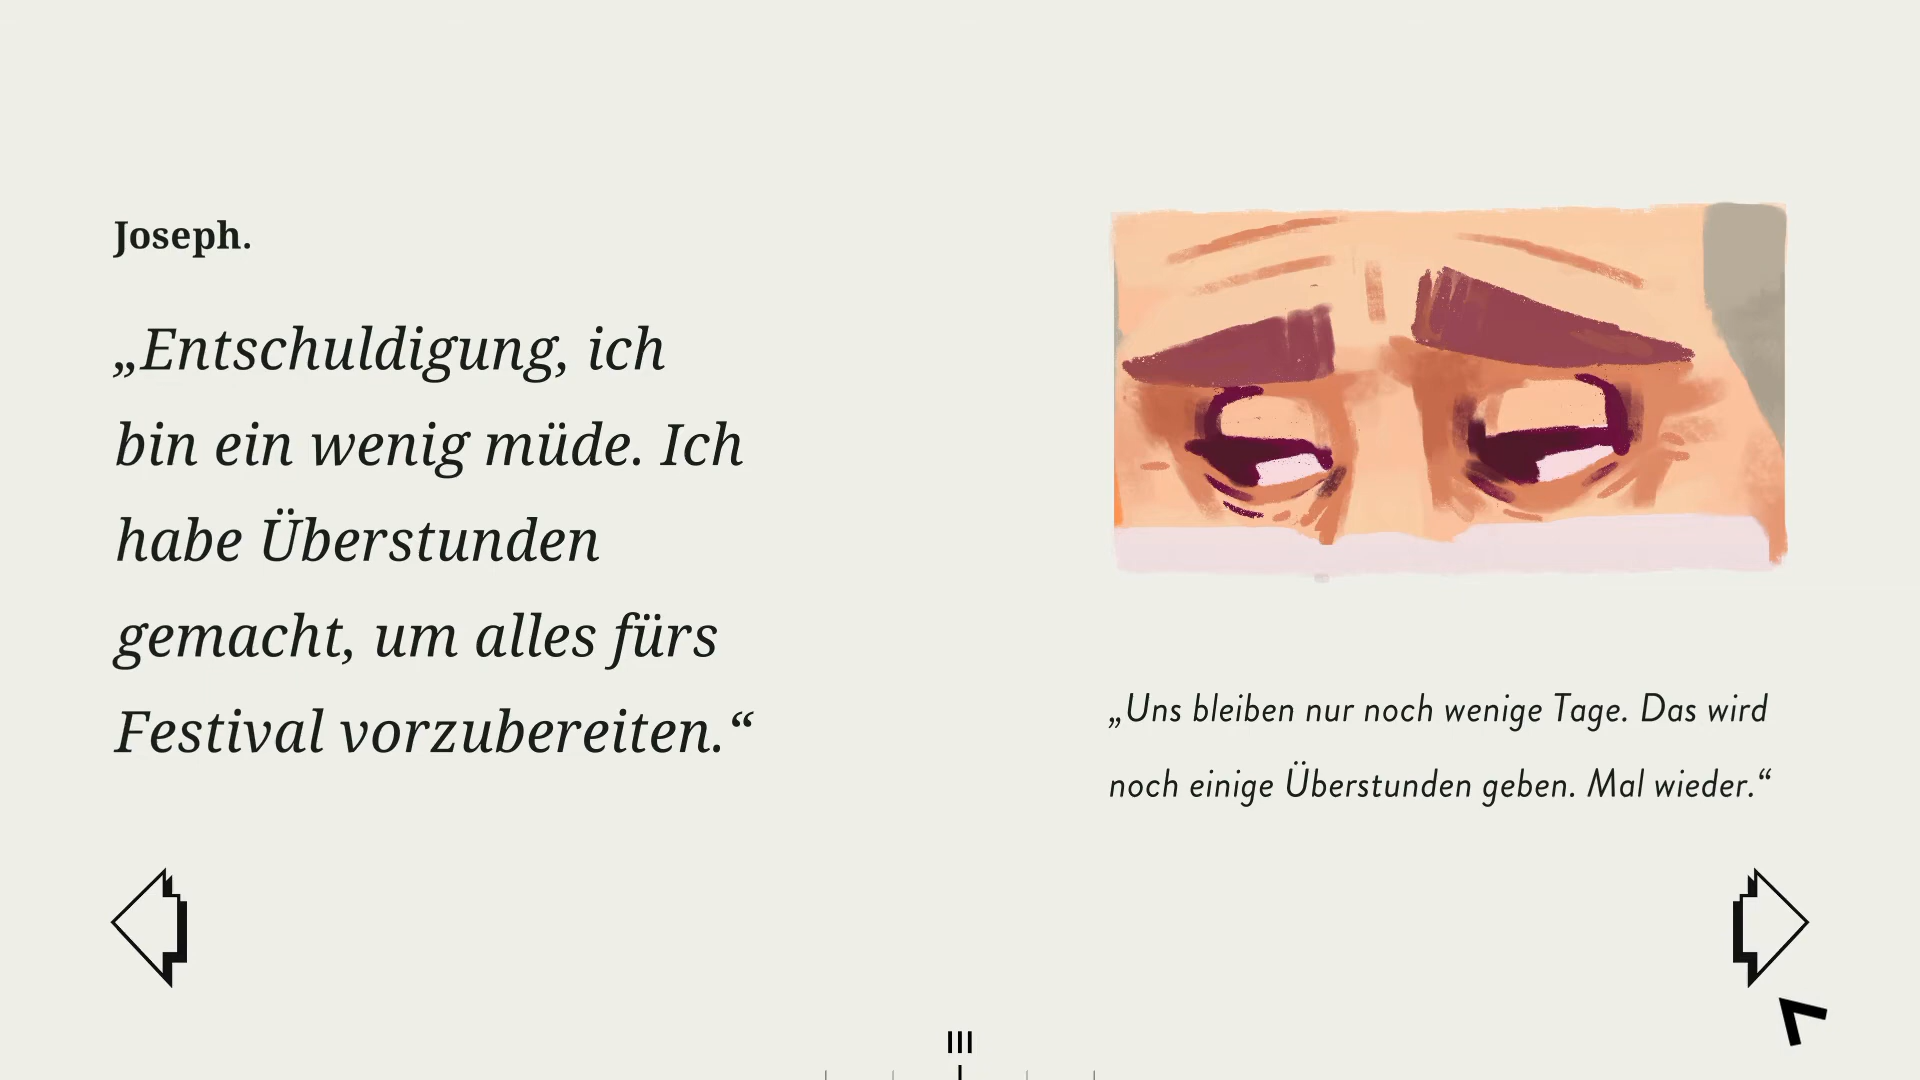 Joseph.
„Entschuldigung, ich
bin ein wenig müde. Ich
habe Überstunden
gemacht, um alles fürs
Festival vorzubereiten.“
„Uns bleiben nur noch wenige Tage. Das wird
noch einige Überstunden geben. Mal wieder.“
III